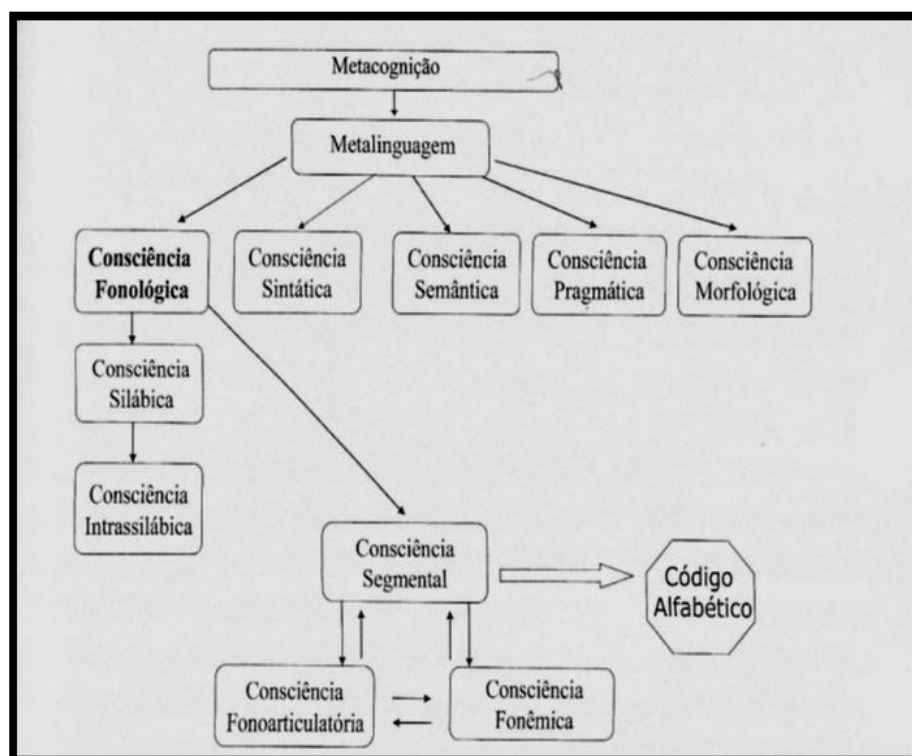 Metacognição
Metalinguagem
Consciência
Fonológica
Consciência
Sintática
Consciência
Semântica
Consciência
Pragmática
Consciência
Morfológica
Consciência
Silábica
Consciência
Intrassilábica
Consciência
Segmental
Código
Alfabético
Consciência
Fonoarticulatória
Consciência
Fonêmica